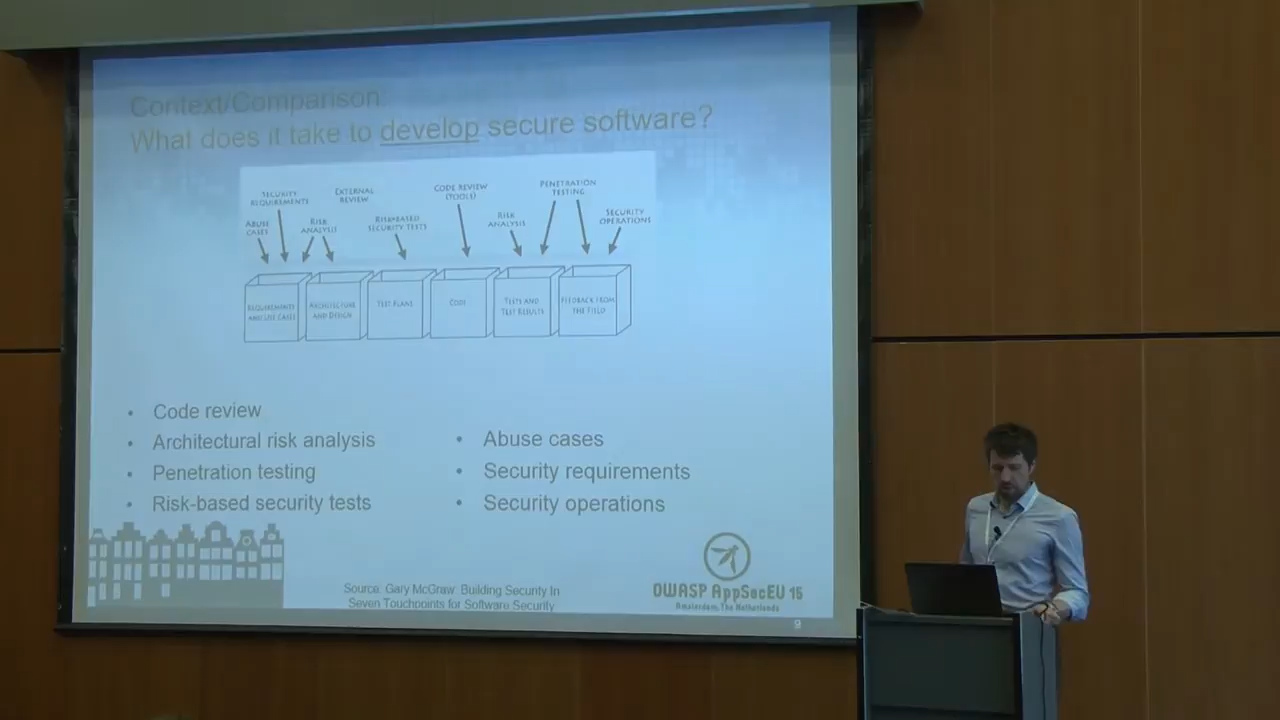 Context/Comparison:
What does it take to develop secure software?
SECURITY
REQUIREMENTS
EXTERNAL
REVIEW
CODE REVIEW
(TOOLS)
PENETRATION
TESTING
ABUSE
CASES
RISK
ANALYSIS
RISK-BASED
SECURITY TESTS
RISK
ANALYSIS
SECURITY
OPERATIONS
REQUIREMENTS
AND USE CASES
ARCHITECTURE
AND DESIGN
TEST PLANS
CODE
TESTS AND
TEST RESULTS
FEEDBACK FROM
THE FIELD
• Code review
• Architectural risk analysis
• Penetration testing
• Risk-based security tests
• Abuse cases
• Security requirements
• Security operations
Source: Gary McGraw: Building Security In
Seven Touchpoints for Software Security
OWASP AppSecEU 15
Amsterdam, The Netherlands
9